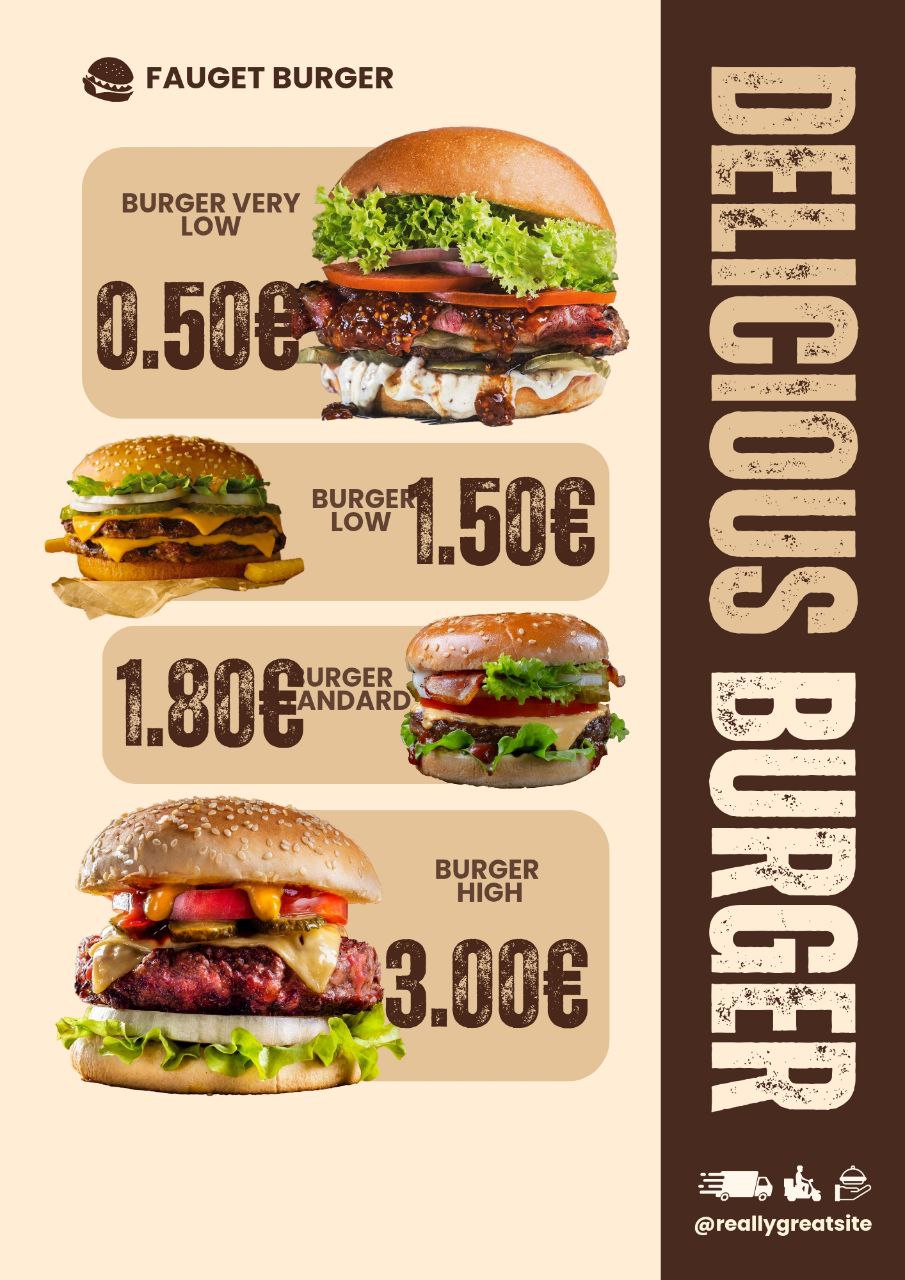 FAUGET BURGER
BURGER VERY
LOW
0.50€
BURGER
LOW
1.50€
1.80€
BURGER
ANDARD
3.00€
BURGER
HIGH
DELICIOUS BURGER
@reallygreatsite